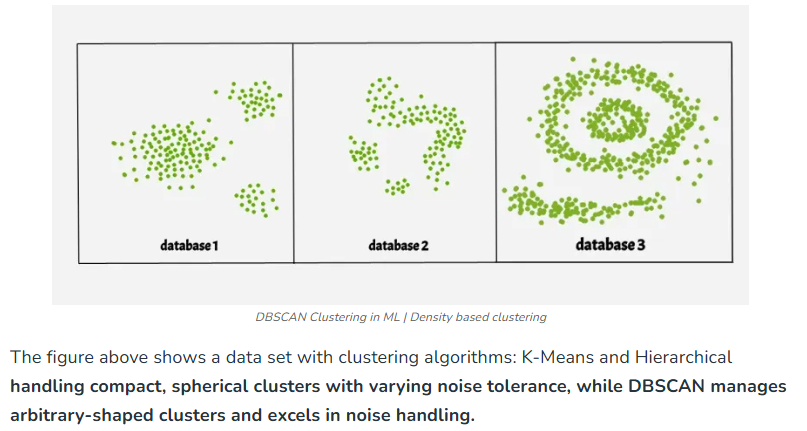 database 1
database 2
database 3
DBSCAN Clustering in ML | Density based clustering
The figure above shows a data set with clustering algorithms: K-Means and Hierarchical
handling compact, spherical clusters with varying noise tolerance, while DBSCAN manages
arbitrary-shaped clusters and excels in noise handling.